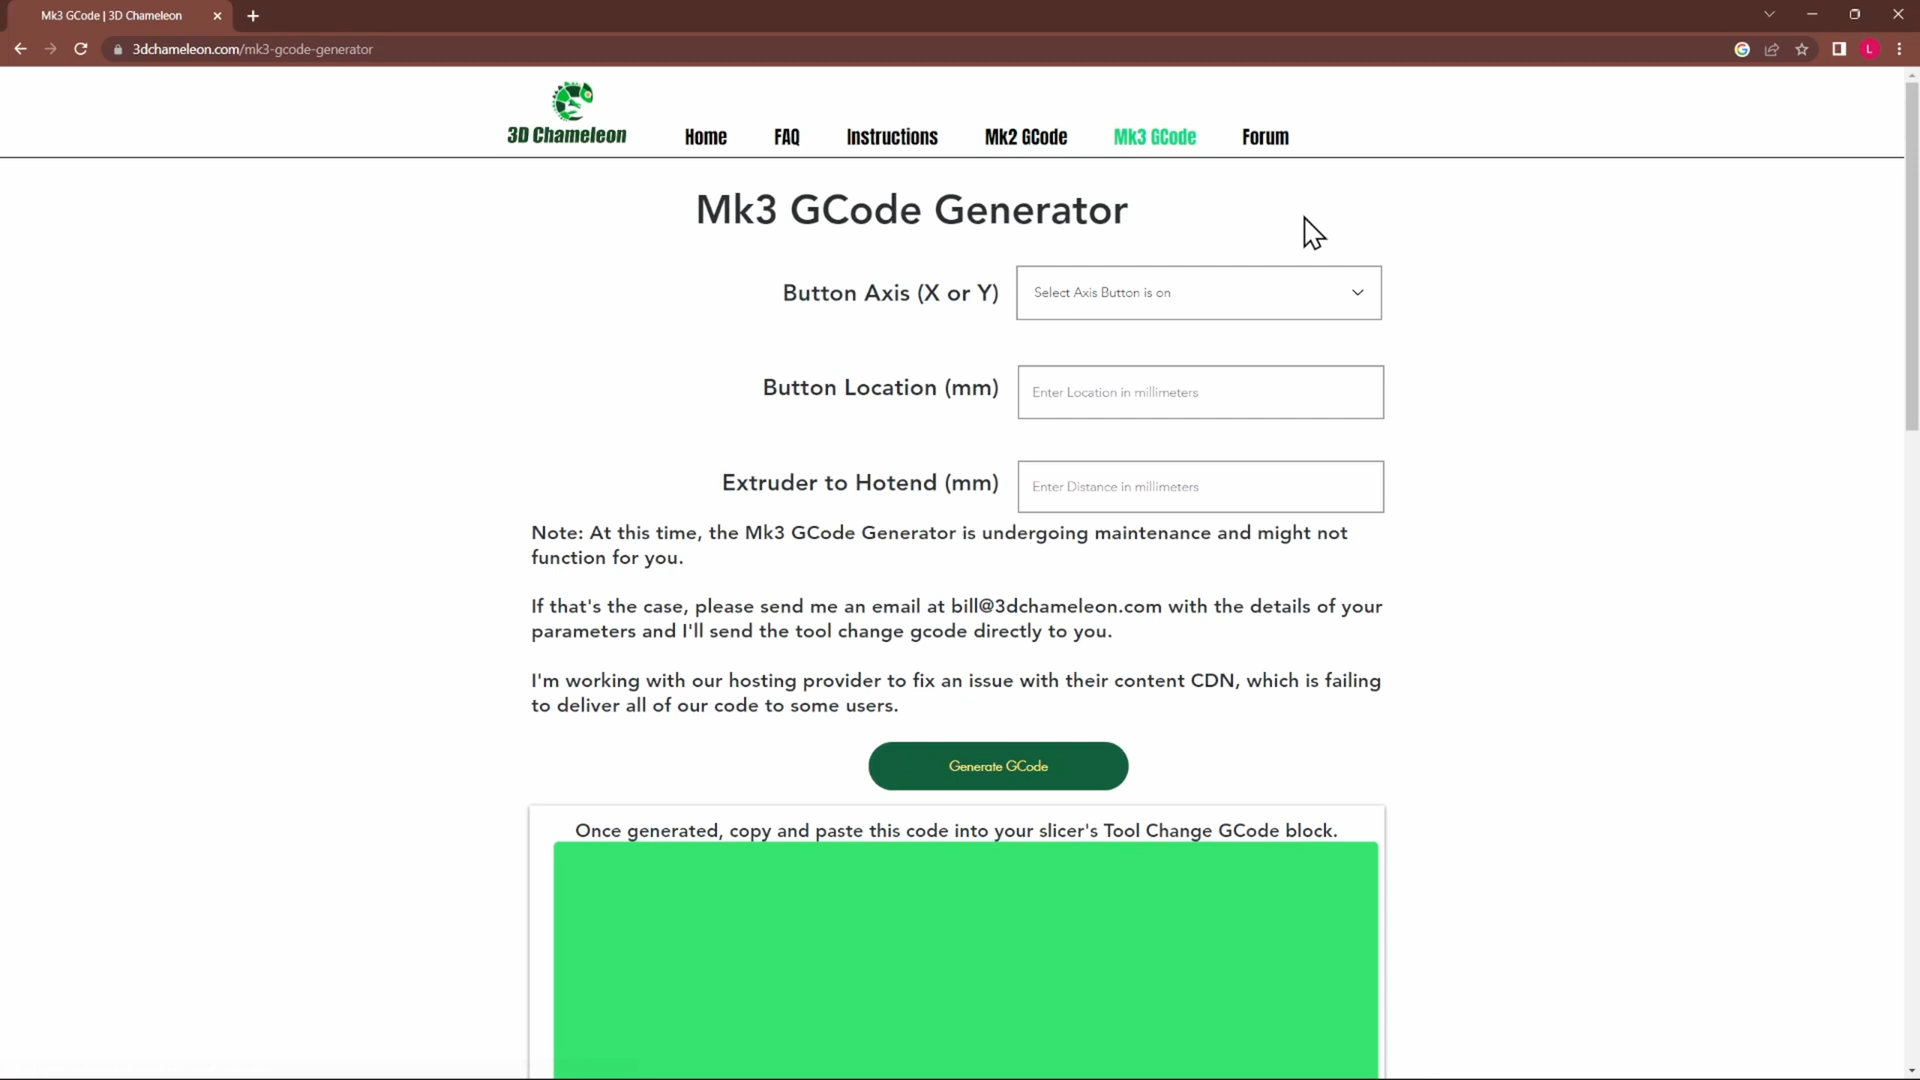 Mk3 GCode | 3D Chameleon
3dchameleon.com/mk3-gcode-generator
L
3D Chameleon
Home
FAQ
Instructions
Mk2 GCode
Mk3 GCode
Forum
Mk3 GCode Generator
Button Axis (X or Y)
Select Axis Button is on
Button Location (mm)
Enter Location in millimeters
Extruder to Hotend (mm)
Enter Distance in millimeters
Note: At this time, the Mk3 GCode Generator is undergoing maintenance and might not
function for you.
If that's the case, please send me an email at bill@3dchameleon.com with the details of your
parameters and I'll send the tool change gcode directly to you.
I'm working with our hosting provider to fix an issue with their content CDN, which is failing
to deliver all of our code to some users.
Generate GCode
Once generated, copy and paste this code into your slicer's Tool Change GCode block.